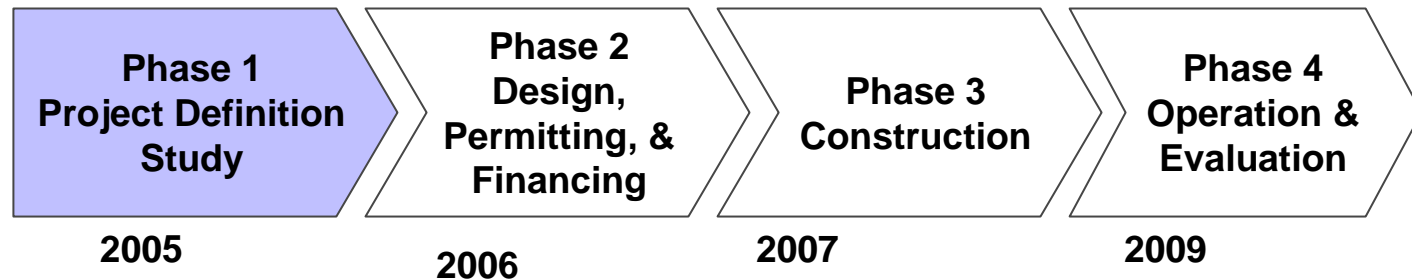 Phase 1
Project Definition
Study
Phase 2
Design,
Permitting, &
Financing
Phase 3
Construction
Phase 4
Operation &
Evaluation
2005
2006
2007
2009